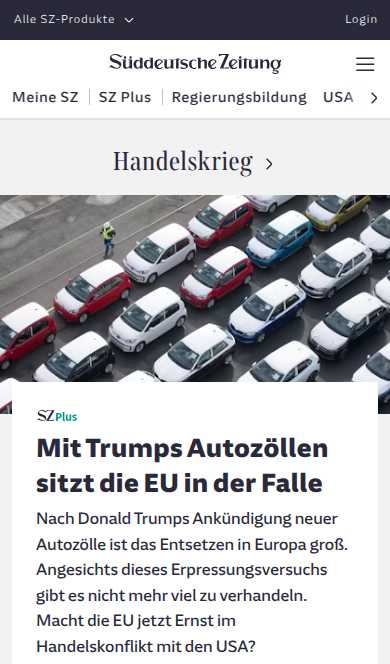 Alle SZ-Produkte
Login
Süddeutsche Zeitung
Meine SZ
SZ Plus
Regierungsbildung
USA
Handelskrieg
SZ Plus
Mit Trumps Autozöllen
sitzt die EU in der Falle
Nach Donald Trumps Ankündigung neuer
Autozölle ist das Entsetzen in Europa groß.
Angesichts dieses Erpressungsversuchs
gibt es nicht mehr viel zu verhandeln.
Macht die EU jetzt Ernst im
Handelskonflikt mit den USA?